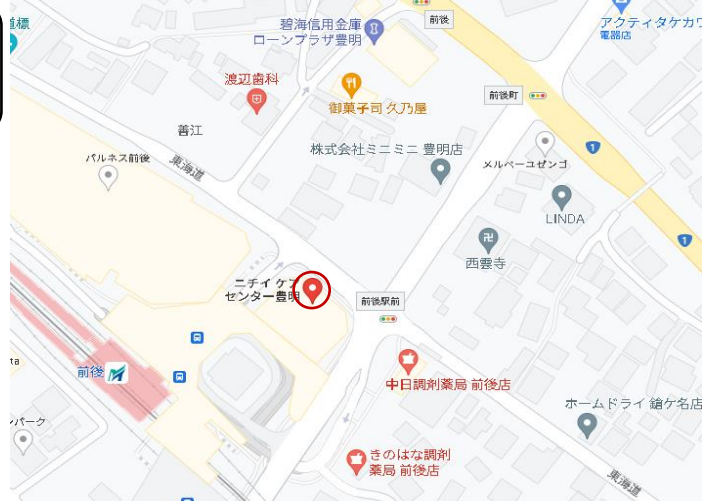 道標
碧海信用金庫
ローンプラザ豊明
前後
アクティタケカワ
電器店
渡辺歯科
御菓子司 久乃屋
前後町
善江
株式会社ミニミニ 豊明店
メルベーユゼンゴ
1
パルネス前後
東海道
LINDA
西雲寺
1
ニチイケア
センター豊明
前後駅前
前後
中日調剤薬局 前後店
ホームドライ 鎗ケ名店
きのはな調剤
薬局 前後店
東海道